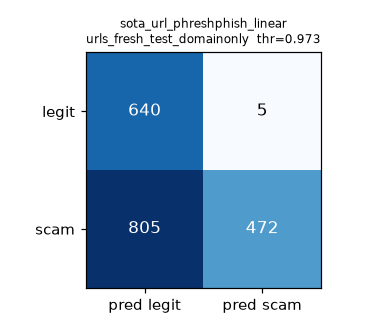 sota_url_phreshphish_linear
urls_fresh_test_domainonly  thr=0.973
legit 640 5
scam 805 472
pred legit pred scam